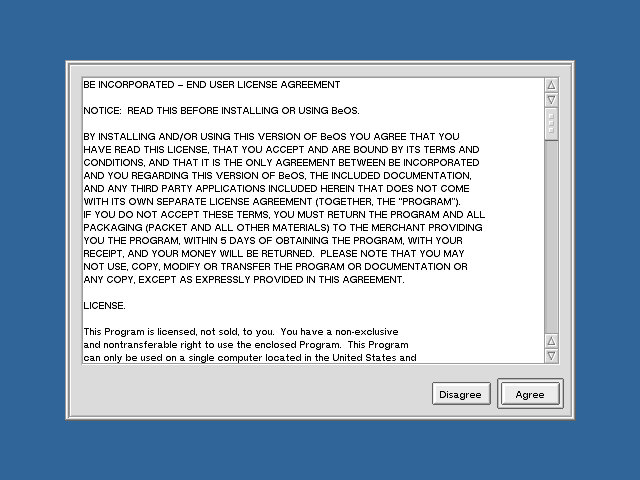 BE INCORPORATED – END USER LICENSE AGREEMENT
NOTICE:  READ THIS BEFORE INSTALLING OR USING BeOS.
BY INSTALLING AND/OR USING THIS VERSION OF BeOS YOU AGREE THAT YOU
HAVE READ THIS LICENSE, THAT YOU ACCEPT AND ARE BOUND BY ITS TERMS AND
CONDITIONS, AND THAT IT IS THE ONLY AGREEMENT BETWEEN BE INCORPORATED
AND YOU REGARDING THIS VERSION OF BeOS, THE INCLUDED DOCUMENTATION,
AND ANY THIRD PARTY APPLICATIONS INCLUDED HEREIN THAT DOES NOT COME
WITH ITS OWN SEPARATE LICENSE AGREEMENT (TOGETHER, THE "PROGRAM").
IF YOU DO NOT ACCEPT THESE TERMS, YOU MUST RETURN THE PROGRAM AND ALL
PACKAGING (PACKET AND ALL OTHER MATERIALS) TO THE MERCHANT PROVIDING
YOU THE PROGRAM, WITHIN 5 DAYS OF OBTAINING THE PROGRAM, WITH YOUR
RECEIPT, AND YOUR MONEY WILL BE RETURNED.  PLEASE NOTE THAT YOU MAY
NOT USE, COPY, MODIFY OR TRANSFER THE PROGRAM OR DOCUMENTATION OR
ANY COPY, EXCEPT AS EXPRESSLY PROVIDED IN THIS AGREEMENT.
LICENSE.
This Program is licensed, not sold, to you.  You have a non-exclusive
and nontransferable right to use the enclosed Program.  This Program
can only be used on a single computer located in the United States and
Disagree
Agree